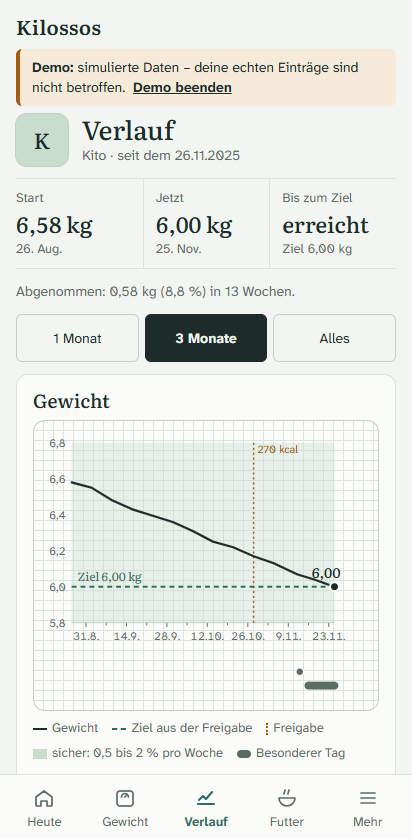 Kilossos
Demo: simulierte Daten – deine echten Einträge sind
nicht betroffen. Demo beenden
K
Verlauf
Kito · seit dem 26.11.2025
Start
6,58 kg
26. Aug.
Jetzt
6,00 kg
25. Nov.
Bis zum Ziel
erreicht
Ziel 6,00 kg
Abgenommen: 0,58 kg (8,8 %) in 13 Wochen.
1 Monat
3 Monate
Alles
Gewicht
6,8
270 kcal
6,6
6,4
6,2
Ziel 6,00 kg
6,00
6,0
5,8
31.8. 14.9. 28.9. 12.10. 26.10. 9.11. 23.11.
Gewicht
Ziel aus der Freigabe
Freigabe
sicher: 0,5 bis 2 % pro Woche
Besonderer Tag
Heute
Gewicht
Verlauf
Futter
Mehr